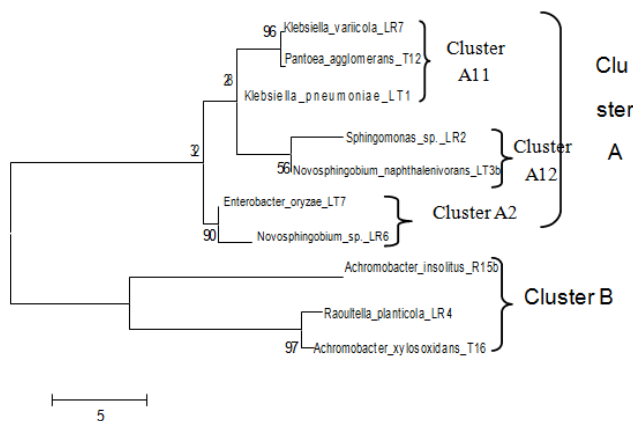 96
Klebsiella_variicola_LR7
Pantoea_agglomerans_T12
Cluster
A11
Clu
ster
A
28
Klebsiella_pneumoniae_LT1
Sphingomonas_sp._LR2
56
Novosphingobium_naphthalenivorans_LT3b
Cluster
A12
32
Enterobacter_oryzae_LT7
Cluster A2
90
Novosphingobium_sp._LR6
Achromobacter_insolitus_R15b
Raoultella_planticola_LR4
Cluster B
97
Achromobacter_xylosoxidans_T16
5